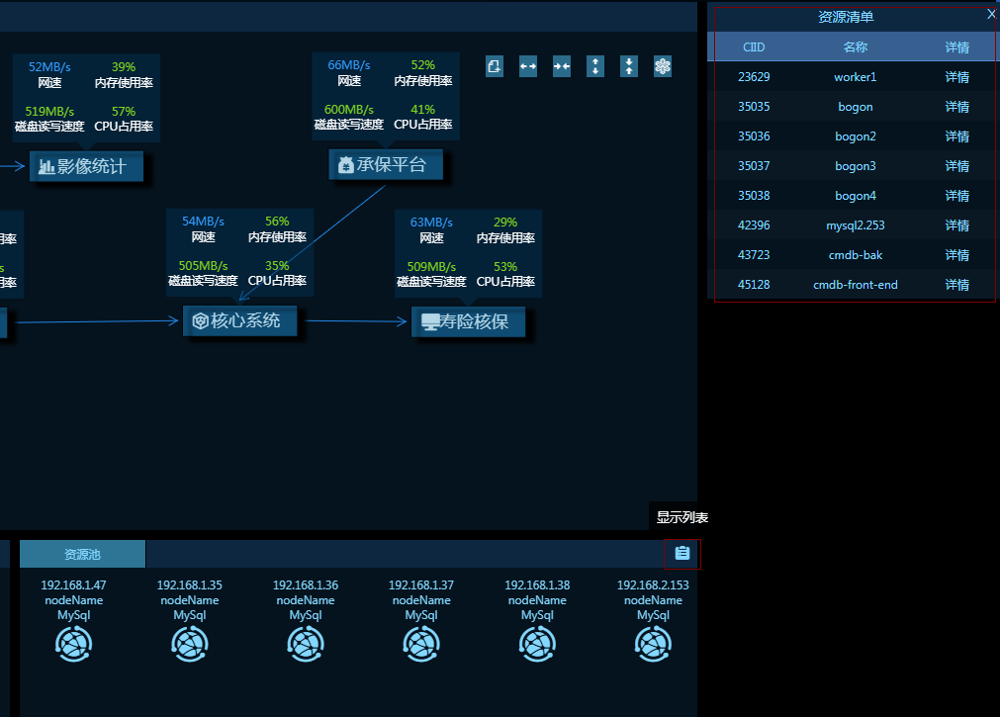 资源清单 X
CIID 名称 详情
23629 worker1 详情
35035 bogon 详情
35036 bogon2 详情
35037 bogon3 详情
35038 bogon4 详情
42396 mysql2.253 详情
43723 cmdb-bak 详情
45128 cmdb-front-end 详情
52MB/s 39%
网速 内存使用率
519MB/s 57%
磁盘读写速度 CPU占用率
影像统计
66MB/s 52%
网速 内存使用率
600MB/s 41%
磁盘读写速度 CPU占用率
承保平台
率
s
率
54MB/s 56%
网速 内存使用率
505MB/s 35%
磁盘读写速度 CPU占用率
核心系统
63MB/s 29%
网速 内存使用率
509MB/s 53%
磁盘读写速度 CPU占用率
寿险核保
显示列表
资源池
192.168.1.47 192.168.1.35 192.168.1.36 192.168.1.37 192.168.1.38 192.168.2.153
nodeName nodeName nodeName nodeName nodeName nodeName
MySql MySql MySql MySql MySql MySql